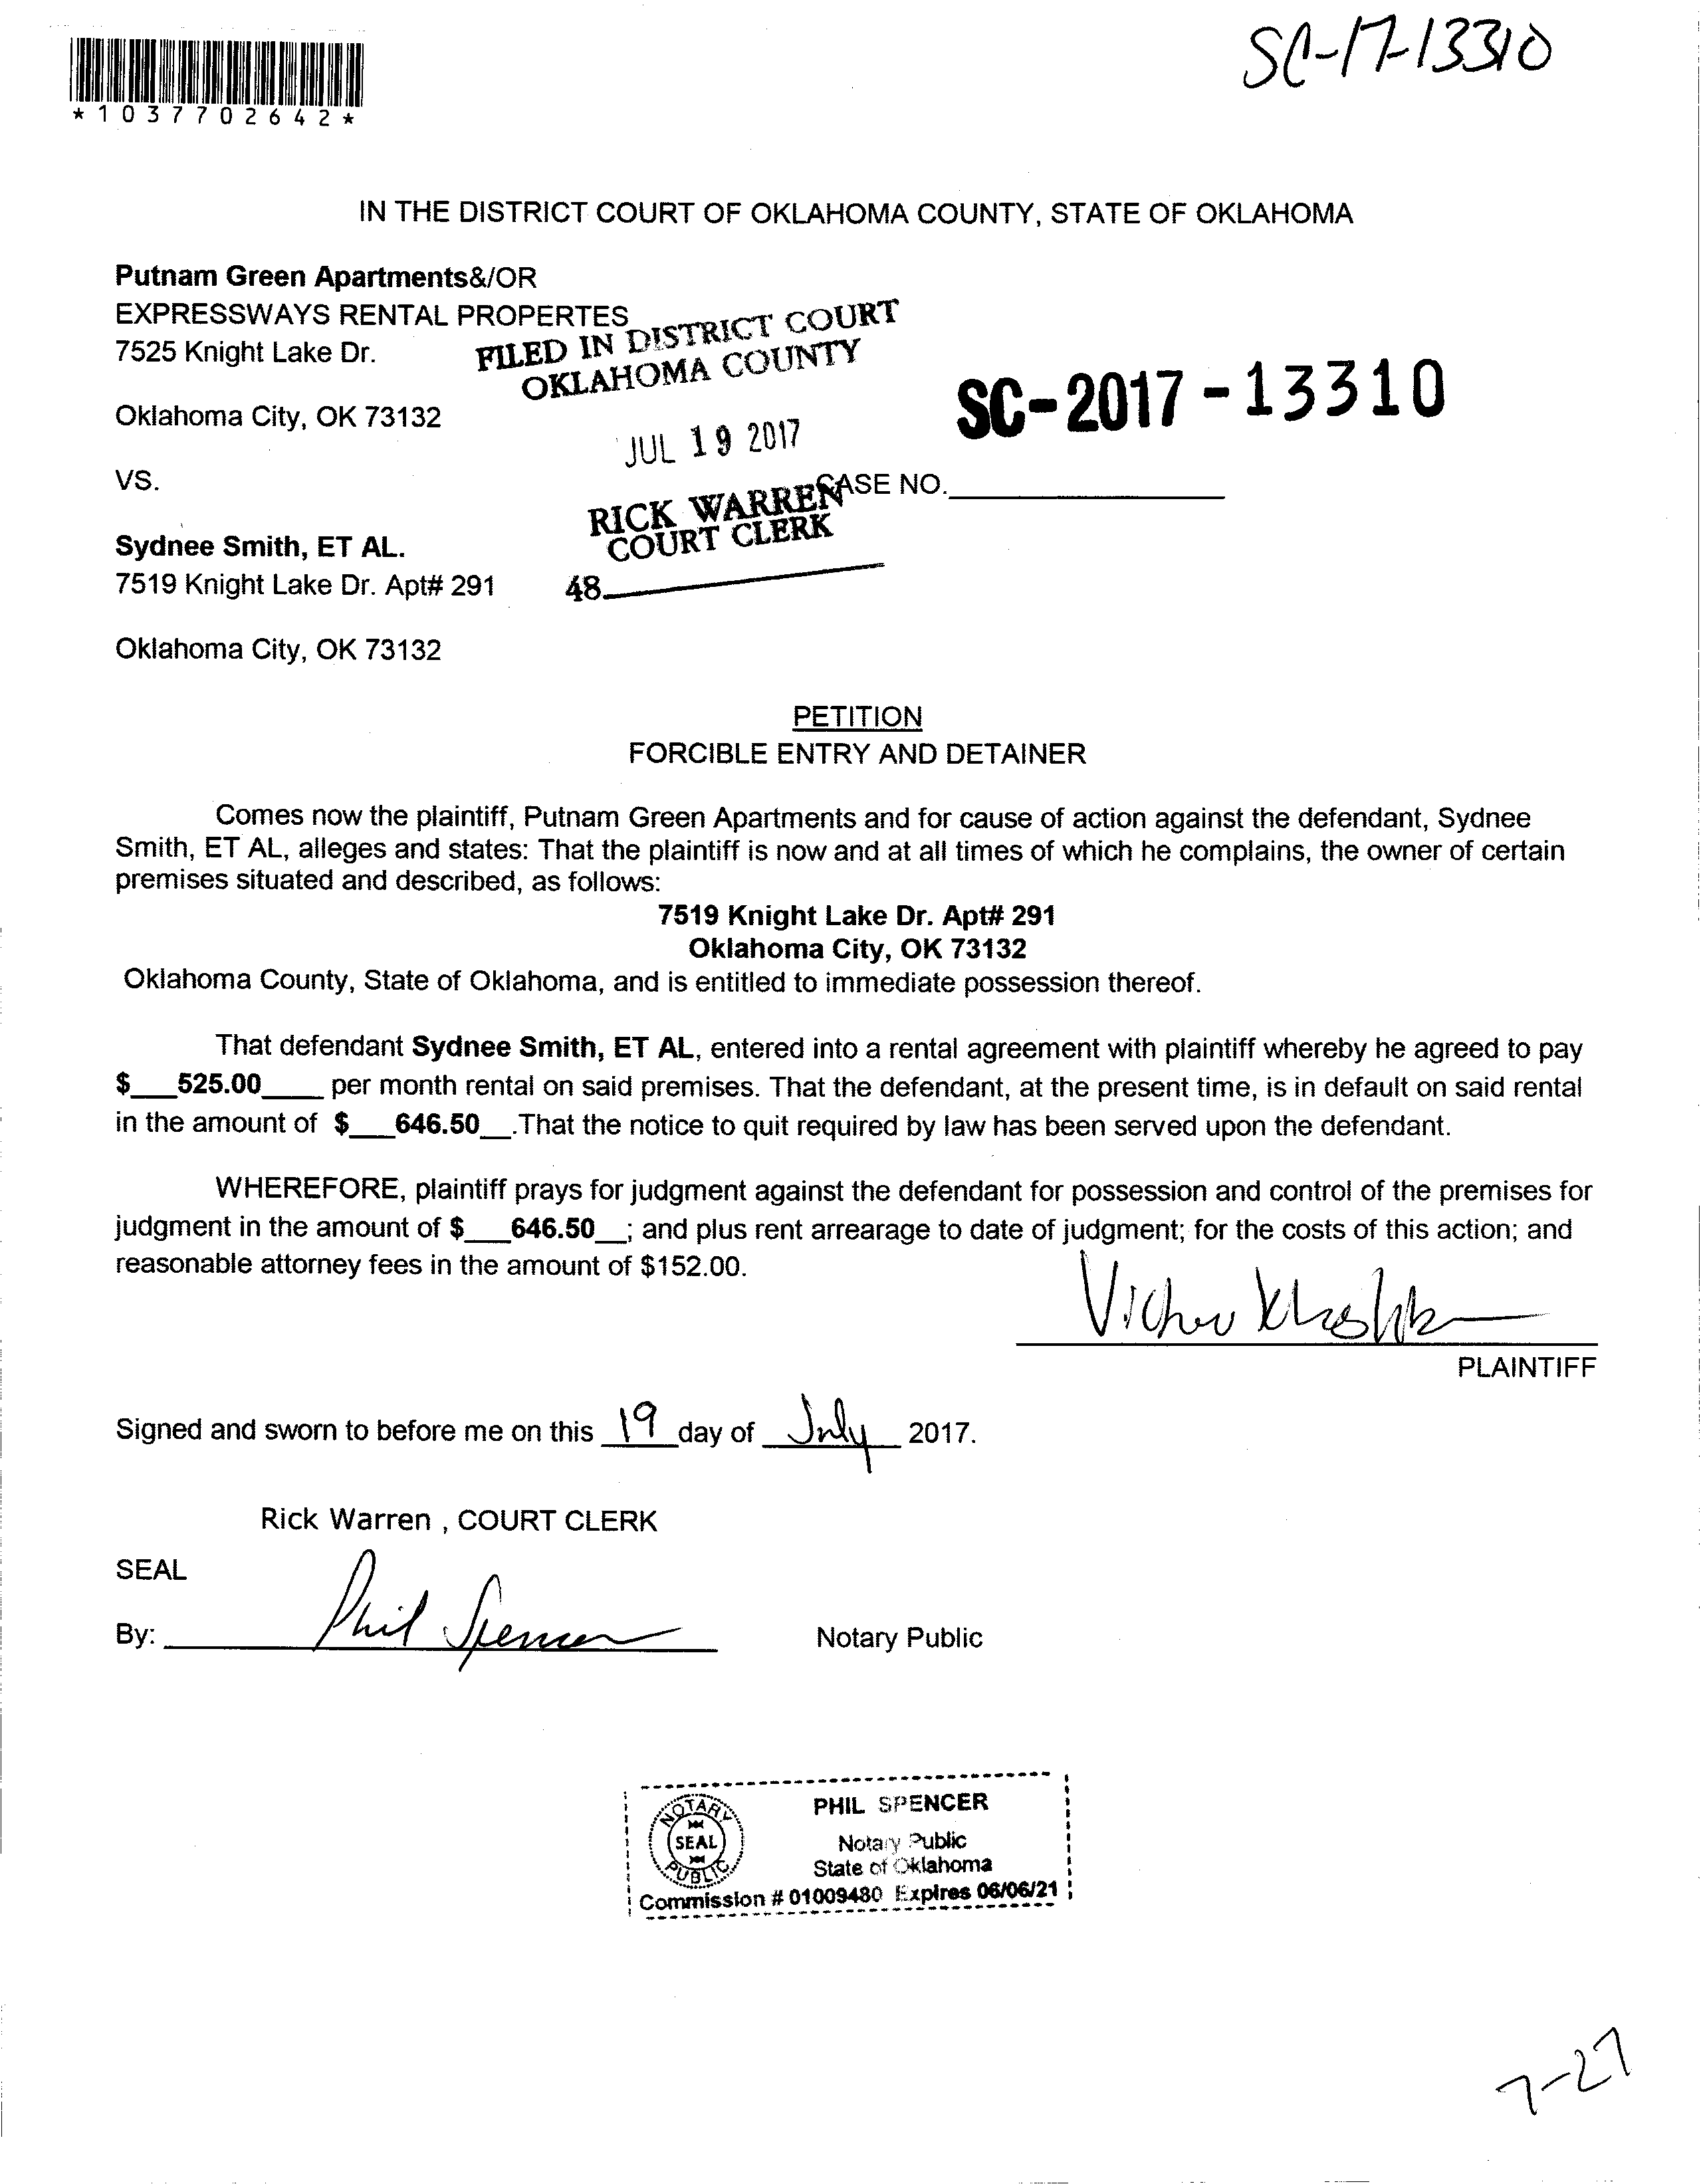 SC-17-13310
*1037702642*
IN THE DISTRICT COURT OF OKLAHOMA COUNTY, STATE OF OKLAHOMA
Putnam Green Apartments&/OR
EXPRESSWAYS RENTAL PROPERTES
7525 Knight Lake Dr.
FILED IN DISTRICT COURT
OKLAHOMA COUNTY
Oklahoma City, OK 73132
SC-2017-13310
JUL 19 2017
VS.
CASE NO.
RICK WARREN
COURT CLERK
Sydnee Smith, ET AL.
7519 Knight Lake Dr. Apt# 291
48
Oklahoma City, OK 73132
PETITION
FORCIBLE ENTRY AND DETAINER
Comes now the plaintiff, Putnam Green Apartments and for cause of action against the defendant, Sydnee
Smith, ET AL, alleges and states: That the plaintiff is now and at all times of which he complains, the owner of certain
premises situated and described, as follows:
7519 Knight Lake Dr. Apt# 291
Oklahoma City, OK 73132
Oklahoma County, State of Oklahoma, and is entitled to immediate possession thereof.
That defendant Sydnee Smith, ET AL, entered into a rental agreement with plaintiff whereby he agreed to pay
$___525.00____ per month rental on said premises. That the defendant, at the present time, is in default on said rental
in the amount of $___646.50__.That the notice to quit required by law has been served upon the defendant.
WHEREFORE, plaintiff prays for judgment against the defendant for possession and control of the premises for
judgment in the amount of $___646.50__; and plus rent arrearage to date of judgment; for the costs of this action; and
reasonable attorney fees in the amount of $152.00.
PLAINTIFF
Signed and sworn to before me on this 19 day of July 2017.
Rick Warren , COURT CLERK
SEAL
By: Phil Spencer Notary Public
NOTARY
SEAL
PUBLIC
PHIL SPENCER
Notary Public
State of Oklahoma
Commission # 01009480 Expires 06/06/21
7-27